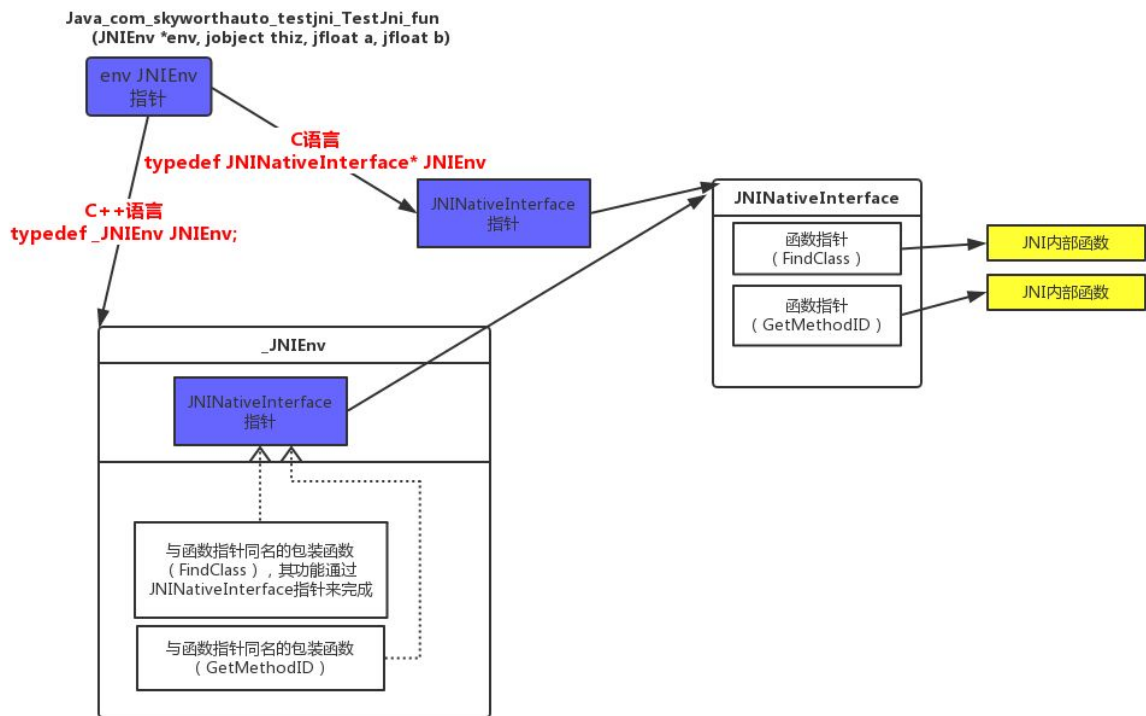 Java_com_skyworthauto_testjni_TestJni_fun
(JNIEnv *env, jobject thiz, jfloat a, jfloat b)
env JNIEnv
指针
C语言
typedef JNINativeInterface* JNIEnv
C++语言
typedef _JNIEnv JNIEnv;
JNINativeInterface
指针
JNINativeInterface
函数指针
（FindClass）
JNI内部函数
函数指针
（GetMethodID）
JNI内部函数
_JNIEnv
JNINativeInterface
指针
与函数指针同名的包装函数
（FindClass），其功能通过
JNINativeInterface指针来完成
与函数指针同名的包装函数
（GetMethodID）